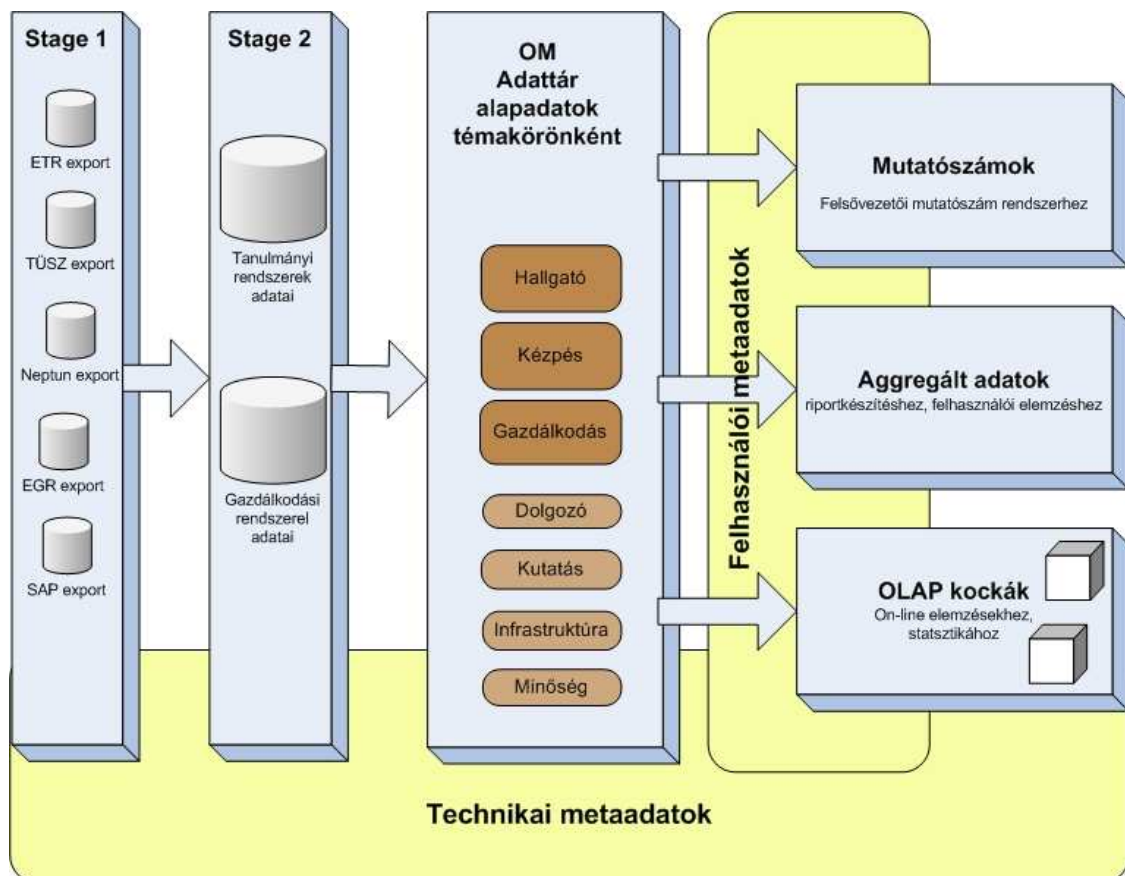 Stage 1
ETR export
TÜSZ export
Neptun export
EGR export
SAP export
Stage 2
Tanulmányi
rendszerek
adatai
Gazdálkodási
rendszerel
adatai
OM
Adattár
alapadatok
témakörönként
Hallgató
Kézpés
Gazdálkodás
Dolgozó
Kutatás
Infrastruktúra
Minőség
Felhasználói metaadatok
Mutatószámok
Felsővezetői mutatószám rendszerhez
Aggregált adatok
riportkészítéshez, felhasználói elemzéshez
OLAP kockák
On-line elemzésekhez,
statsztikához
Technikai metaadatok